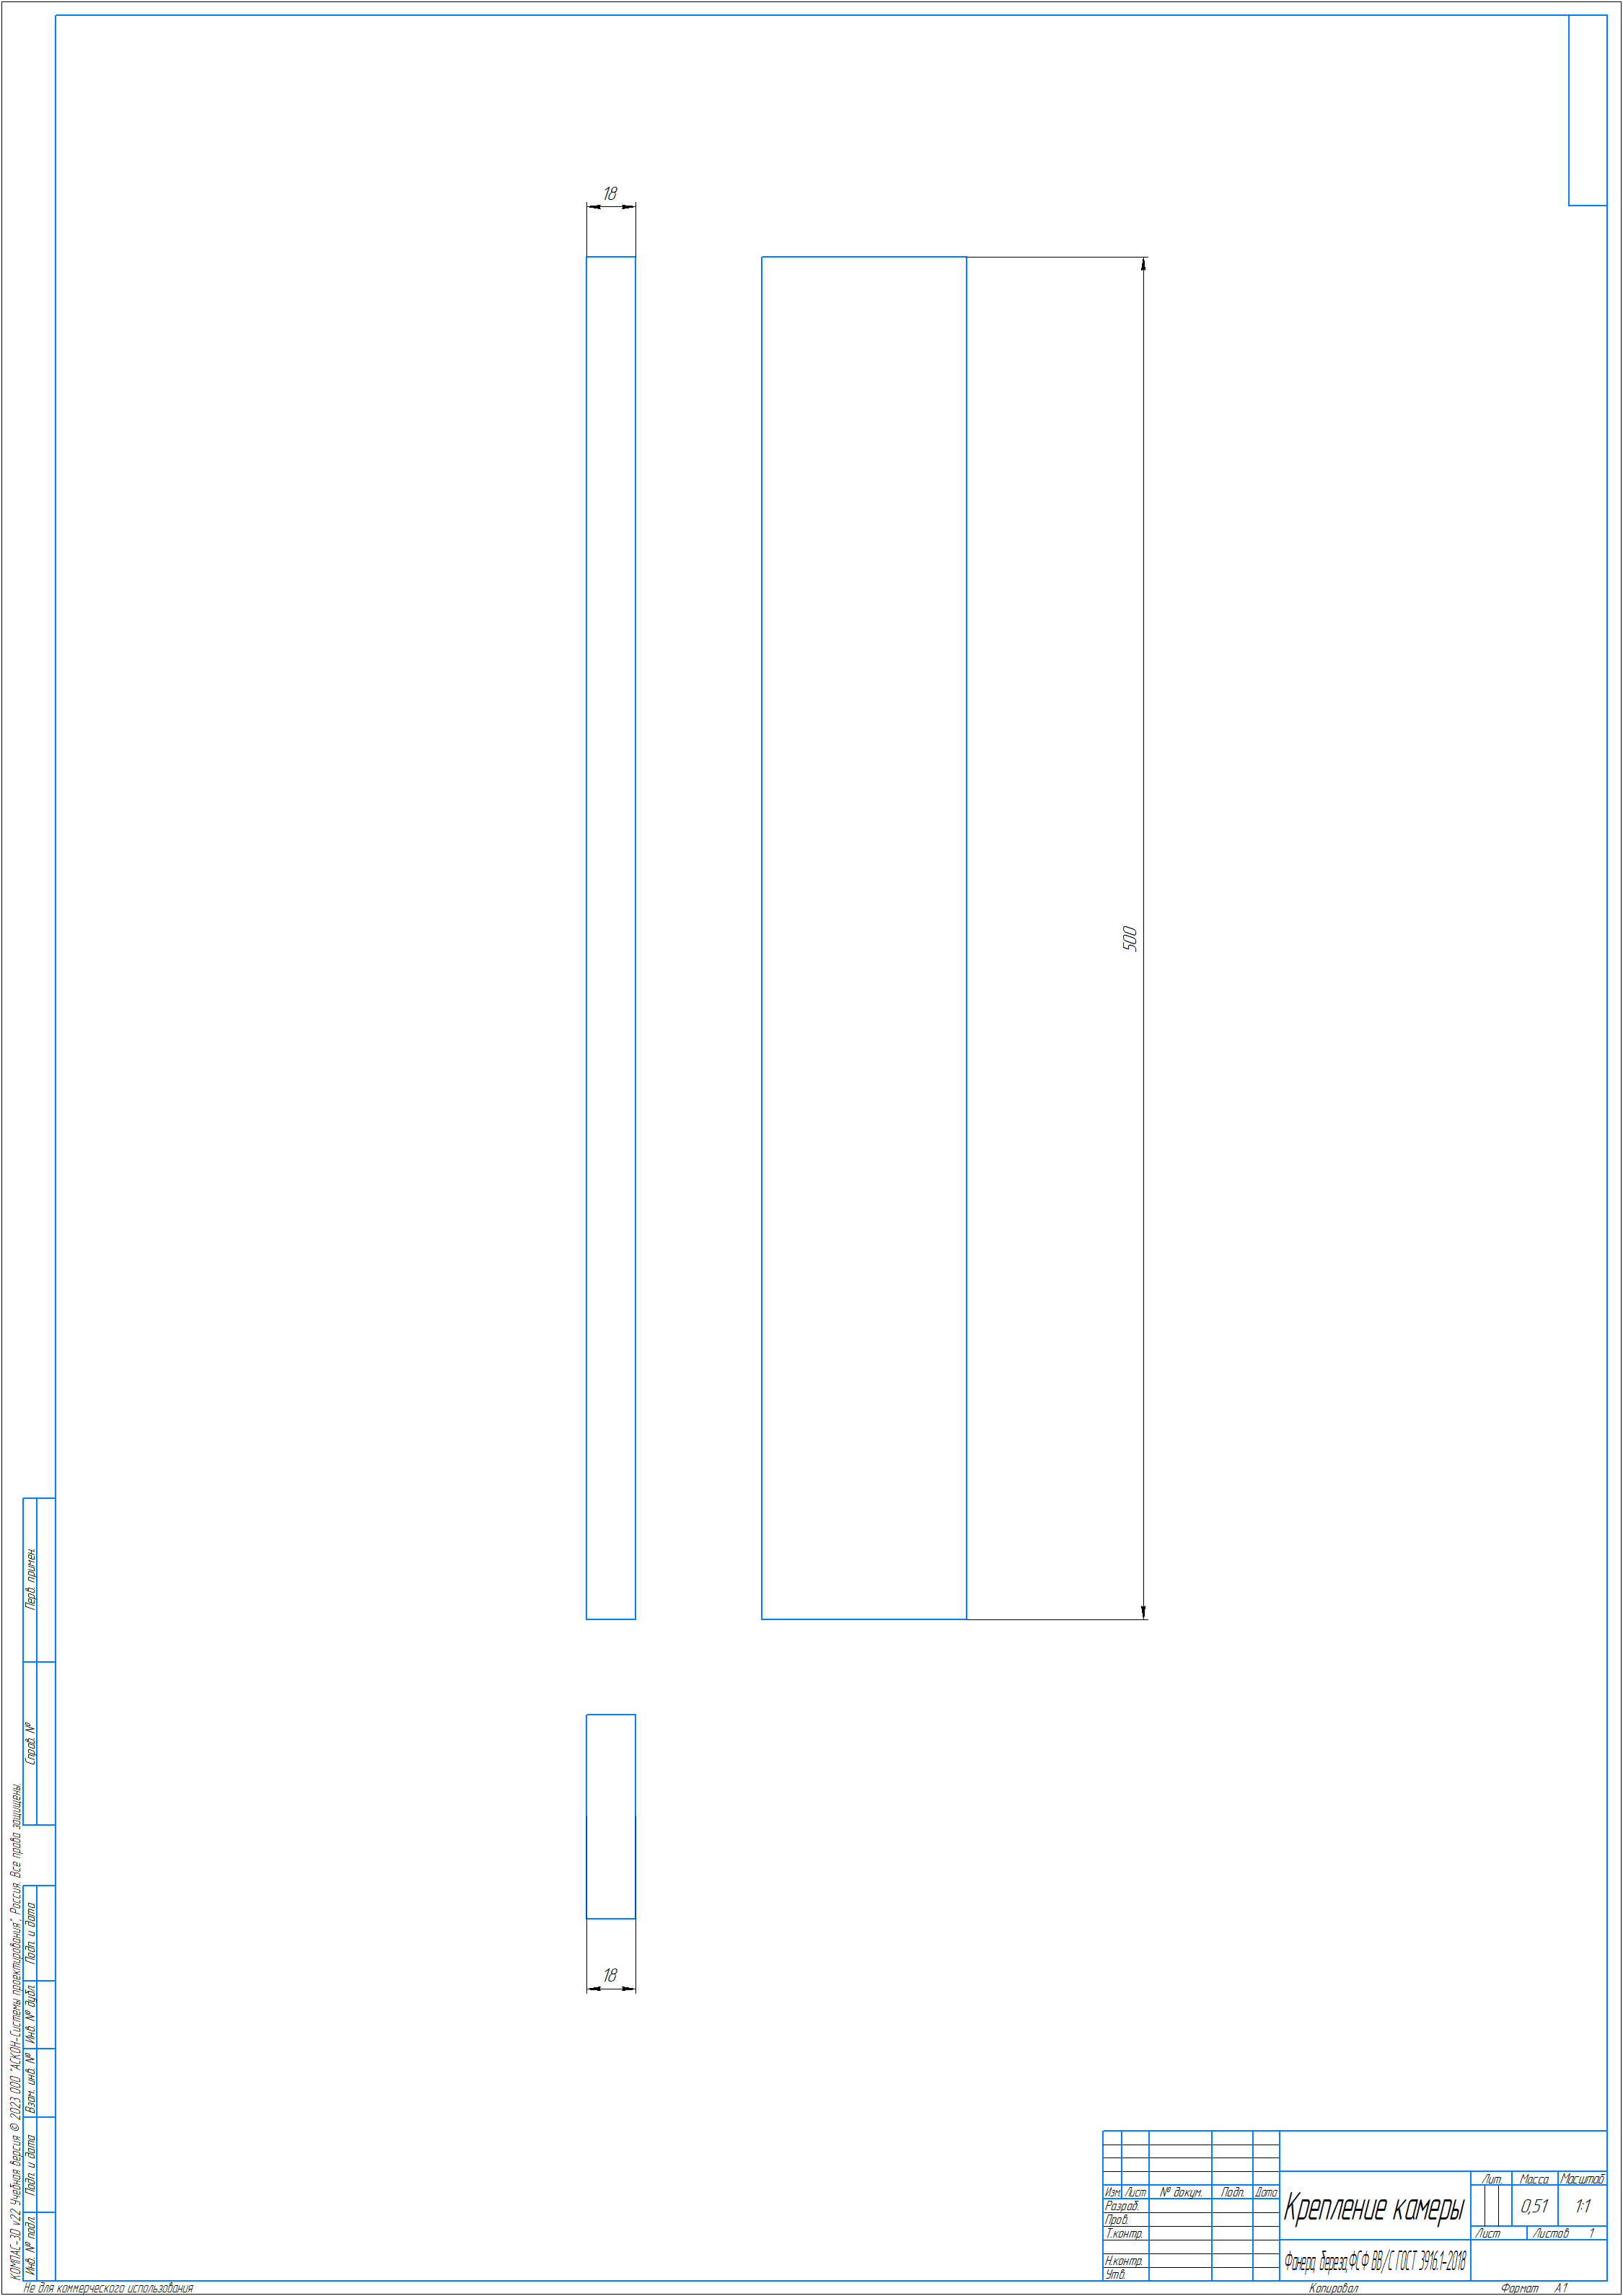 18
500
18
Перв. примен.
Справ. №
Подп. и дата
Инв. № дубл.
Взам. инв. №
Подп. и дата
Инв. № подл.
КОМПАС-3D v22 Учебная версия © 2023 ООО "АСКОН-Системы проектирования", Россия. Все права защищены.
Лит. Масса Масштаб
Изм. Лист № докум. Подп. Дата
Разраб.
Крепление камеры
0,51 1:1
Пров.
Т.контр.
Лист Листов 1
Н.контр.
Фанера, береза, ФСФ ВВ/С ГОСТ 3916.1-2018
Утв.
Не для коммерческого использования
Копировал
Формат А1